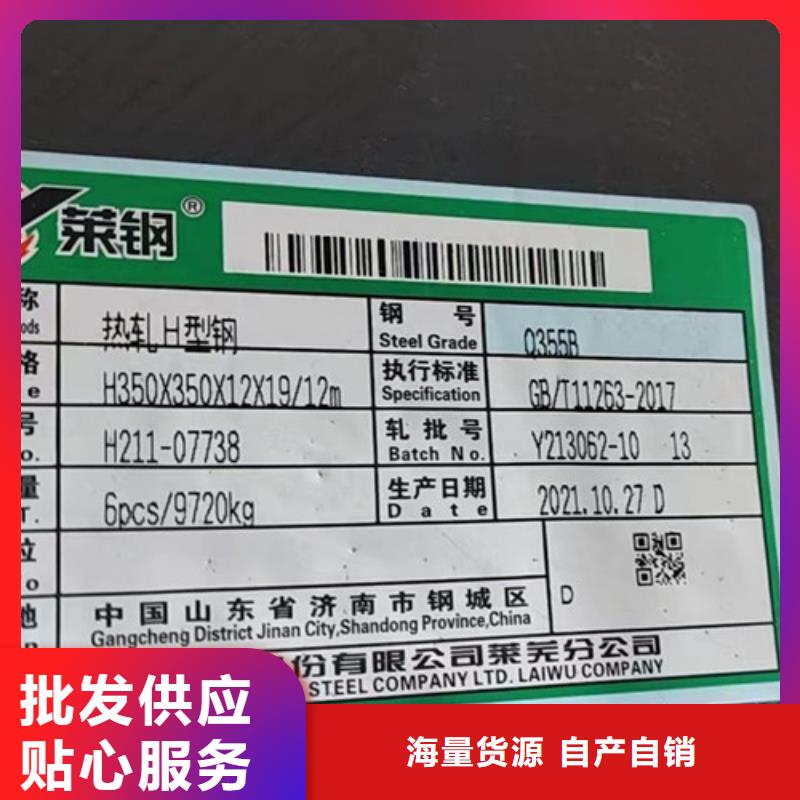 莱钢®
称 热轧H型钢 钢号 Q355B
ods Steel Grade
格 H350X350X12X19/12m 执行标准 GB/T11263-2017
e Specification
号 H211-07738 轧批号 Y213062-10 13
o. Batch No.
量 6pcs/9720kg 生产日期 2021.10.27 D
T. Date
位
o
D
地 中国山东省济南市钢城区
Gangcheng District Jinan City,Shandong Province,China
份有限公司莱芜分公司
STEEL COMPANY LTD. LAIWU COMPANY
批发供应
贴心服务
海量货源 自产自销